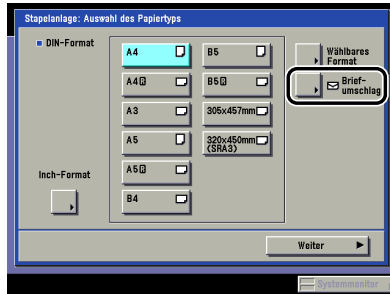 Stapelanlage: Auswahl des Papiertyps
DIN-Format
A4
B5
Wählbares
Format
A4R
B5R
Brief-
umschlag
A3
305x457mm
A5
320x450mm
(SRA3)
Inch-Format
A5R
B4
Weiter
Systemmonitor